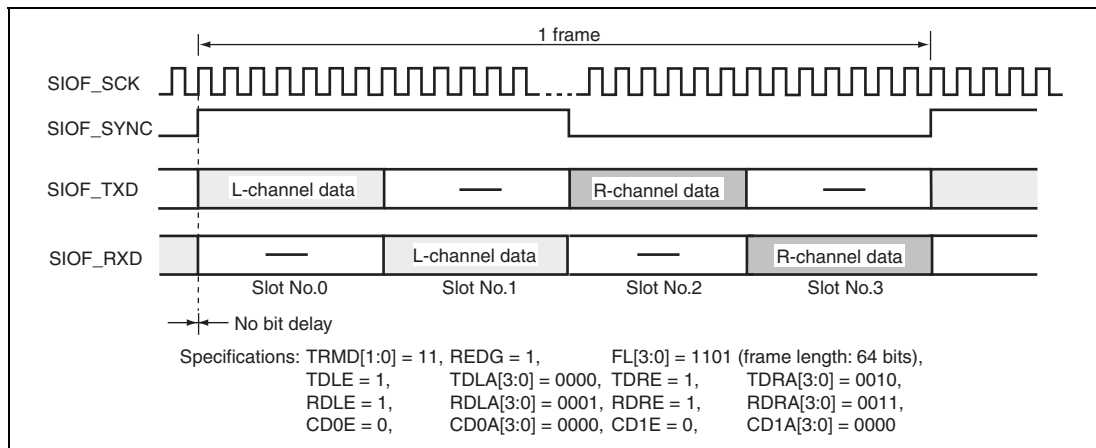 1 frame
SIOF_SCK
SIOF_SYNC
SIOF_TXD
L-channel data
R-channel data
SIOF_RXD
L-channel data
R-channel data
Slot No.0
Slot No.1
Slot No.2
Slot No.3
No bit delay
Specifications: TRMD[1:0] = 11, REDG = 1, FL[3:0] = 1101 (frame length: 64 bits),
TDLE = 1, TDLA[3:0] = 0000, TDRE = 1, TDRA[3:0] = 0010,
RDLE = 1, RDLA[3:0] = 0001, RDRE = 1, RDRA[3:0] = 0011,
CD0E = 0, CD0A[3:0] = 0000, CD1E = 0, CD1A[3:0] = 0000